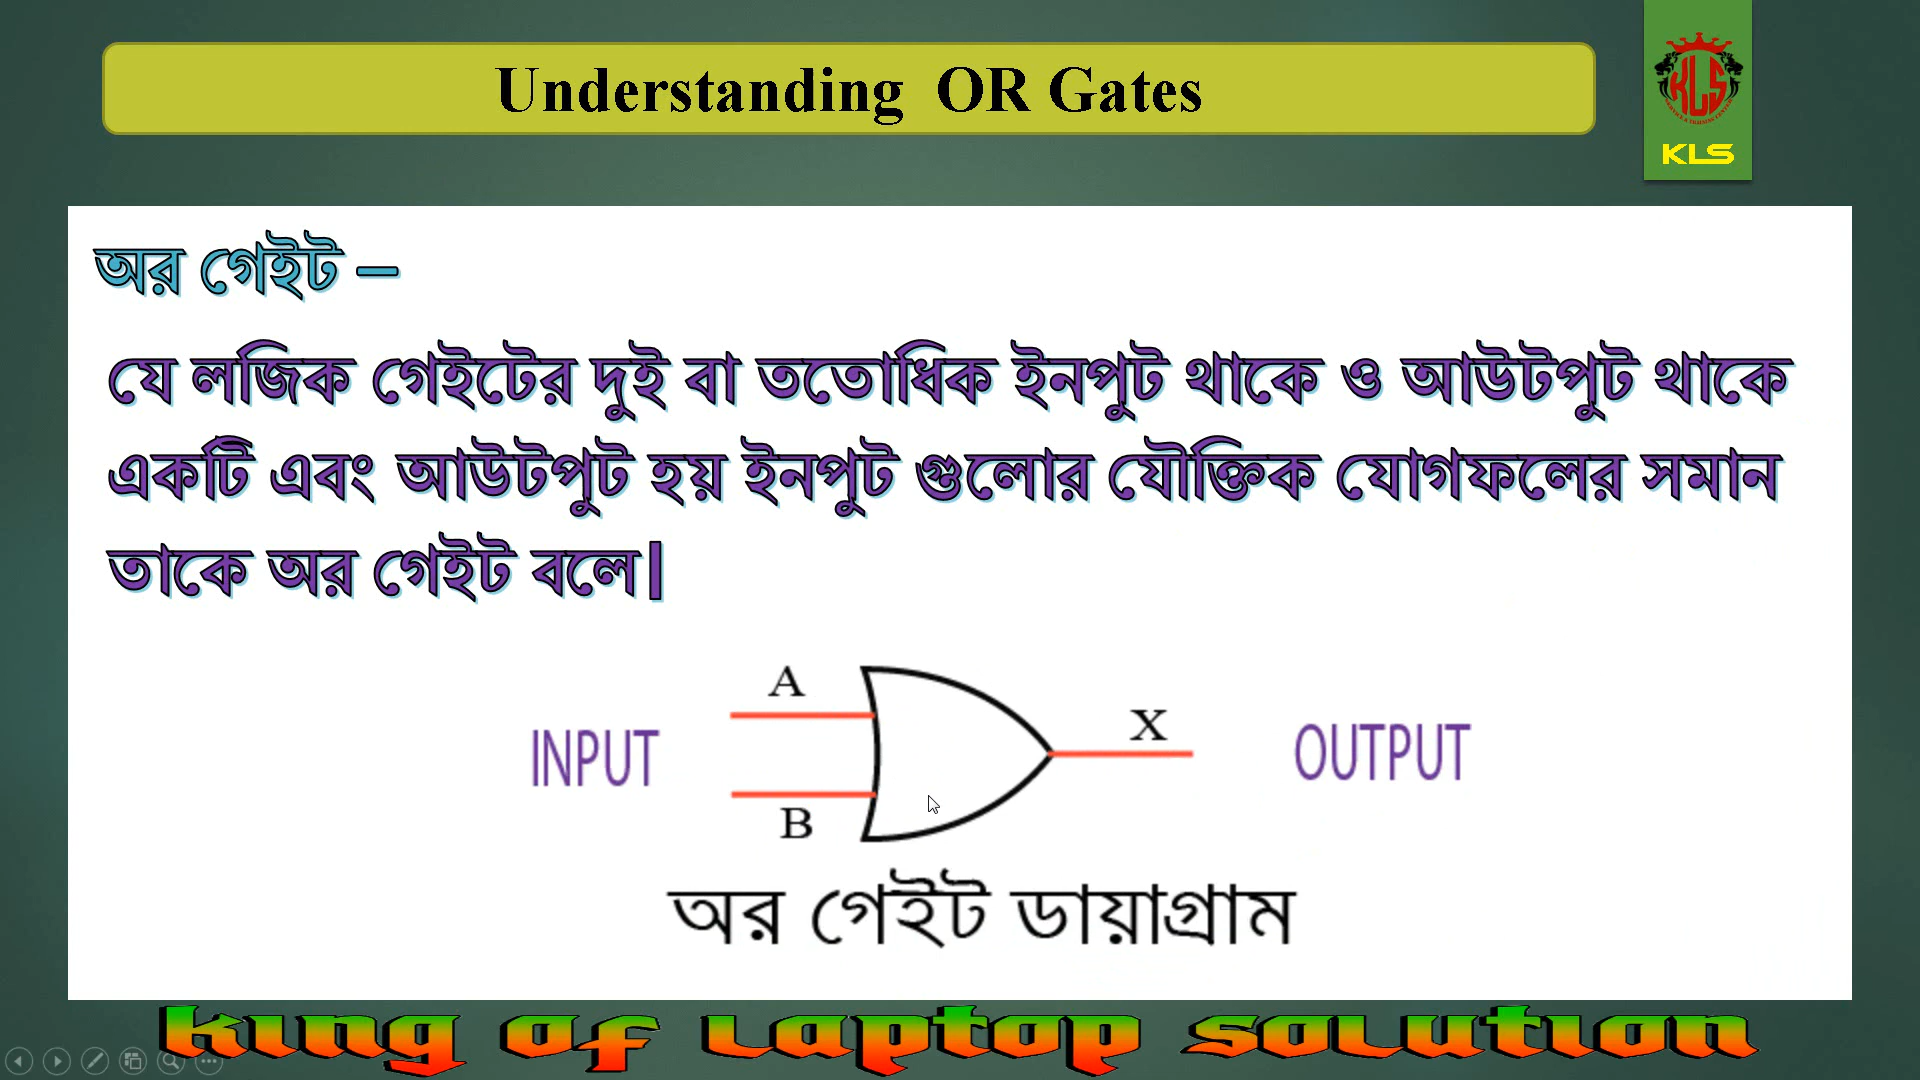 Understanding OR Gates
KLS
KLS
অর গেইট –
যে লজিক গেইটের দুই বা ততোধিক ইনপুট থাকে ও আউটপুট থাকে
একটি এবং আউটপুট হয় ইনপুট গুলোর যৌক্তিক যোগফলের সমান
তাকে অর গেইট বলে।
A
X
INPUT
OUTPUT
B
অর গেইট ডায়াগ্রাম
King of Laptop Solution